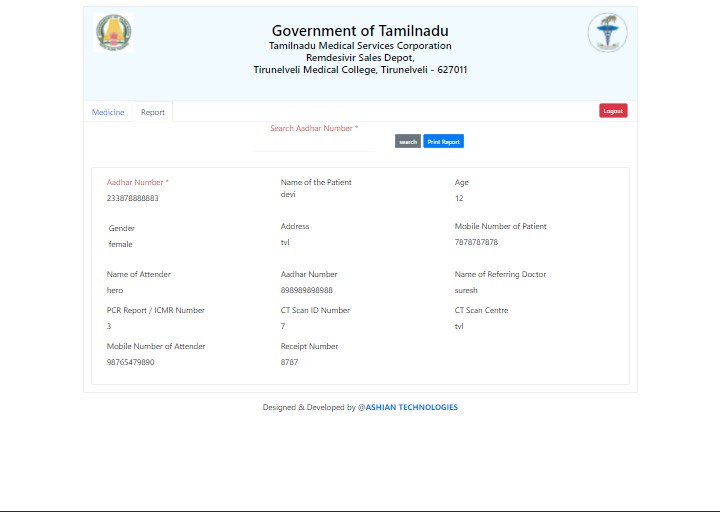 Government of Tamilnadu
Tamilnadu Medical Services Corporation
Remdesivir Sales Depot,
Tirunelveli Medical College, Tirunelveli - 627011
Medicine Report Logout
Search Aadhar Number *
search Print Report
Aadhar Number * Name of the Patient Age
233878888883 devi 12
Gender Address Mobile Number of Patient
female tvl 7878787878
Name of Attender Aadhar Number Name of Referring Doctor
hero 898989898988 suresh
PCR Report / ICMR Number CT Scan ID Number CT Scan Centre
3 7 tvl
Mobile Number of Attender Receipt Number
98765479890 8787
Designed & Developed by @ASHIAN TECHNOLOGIES